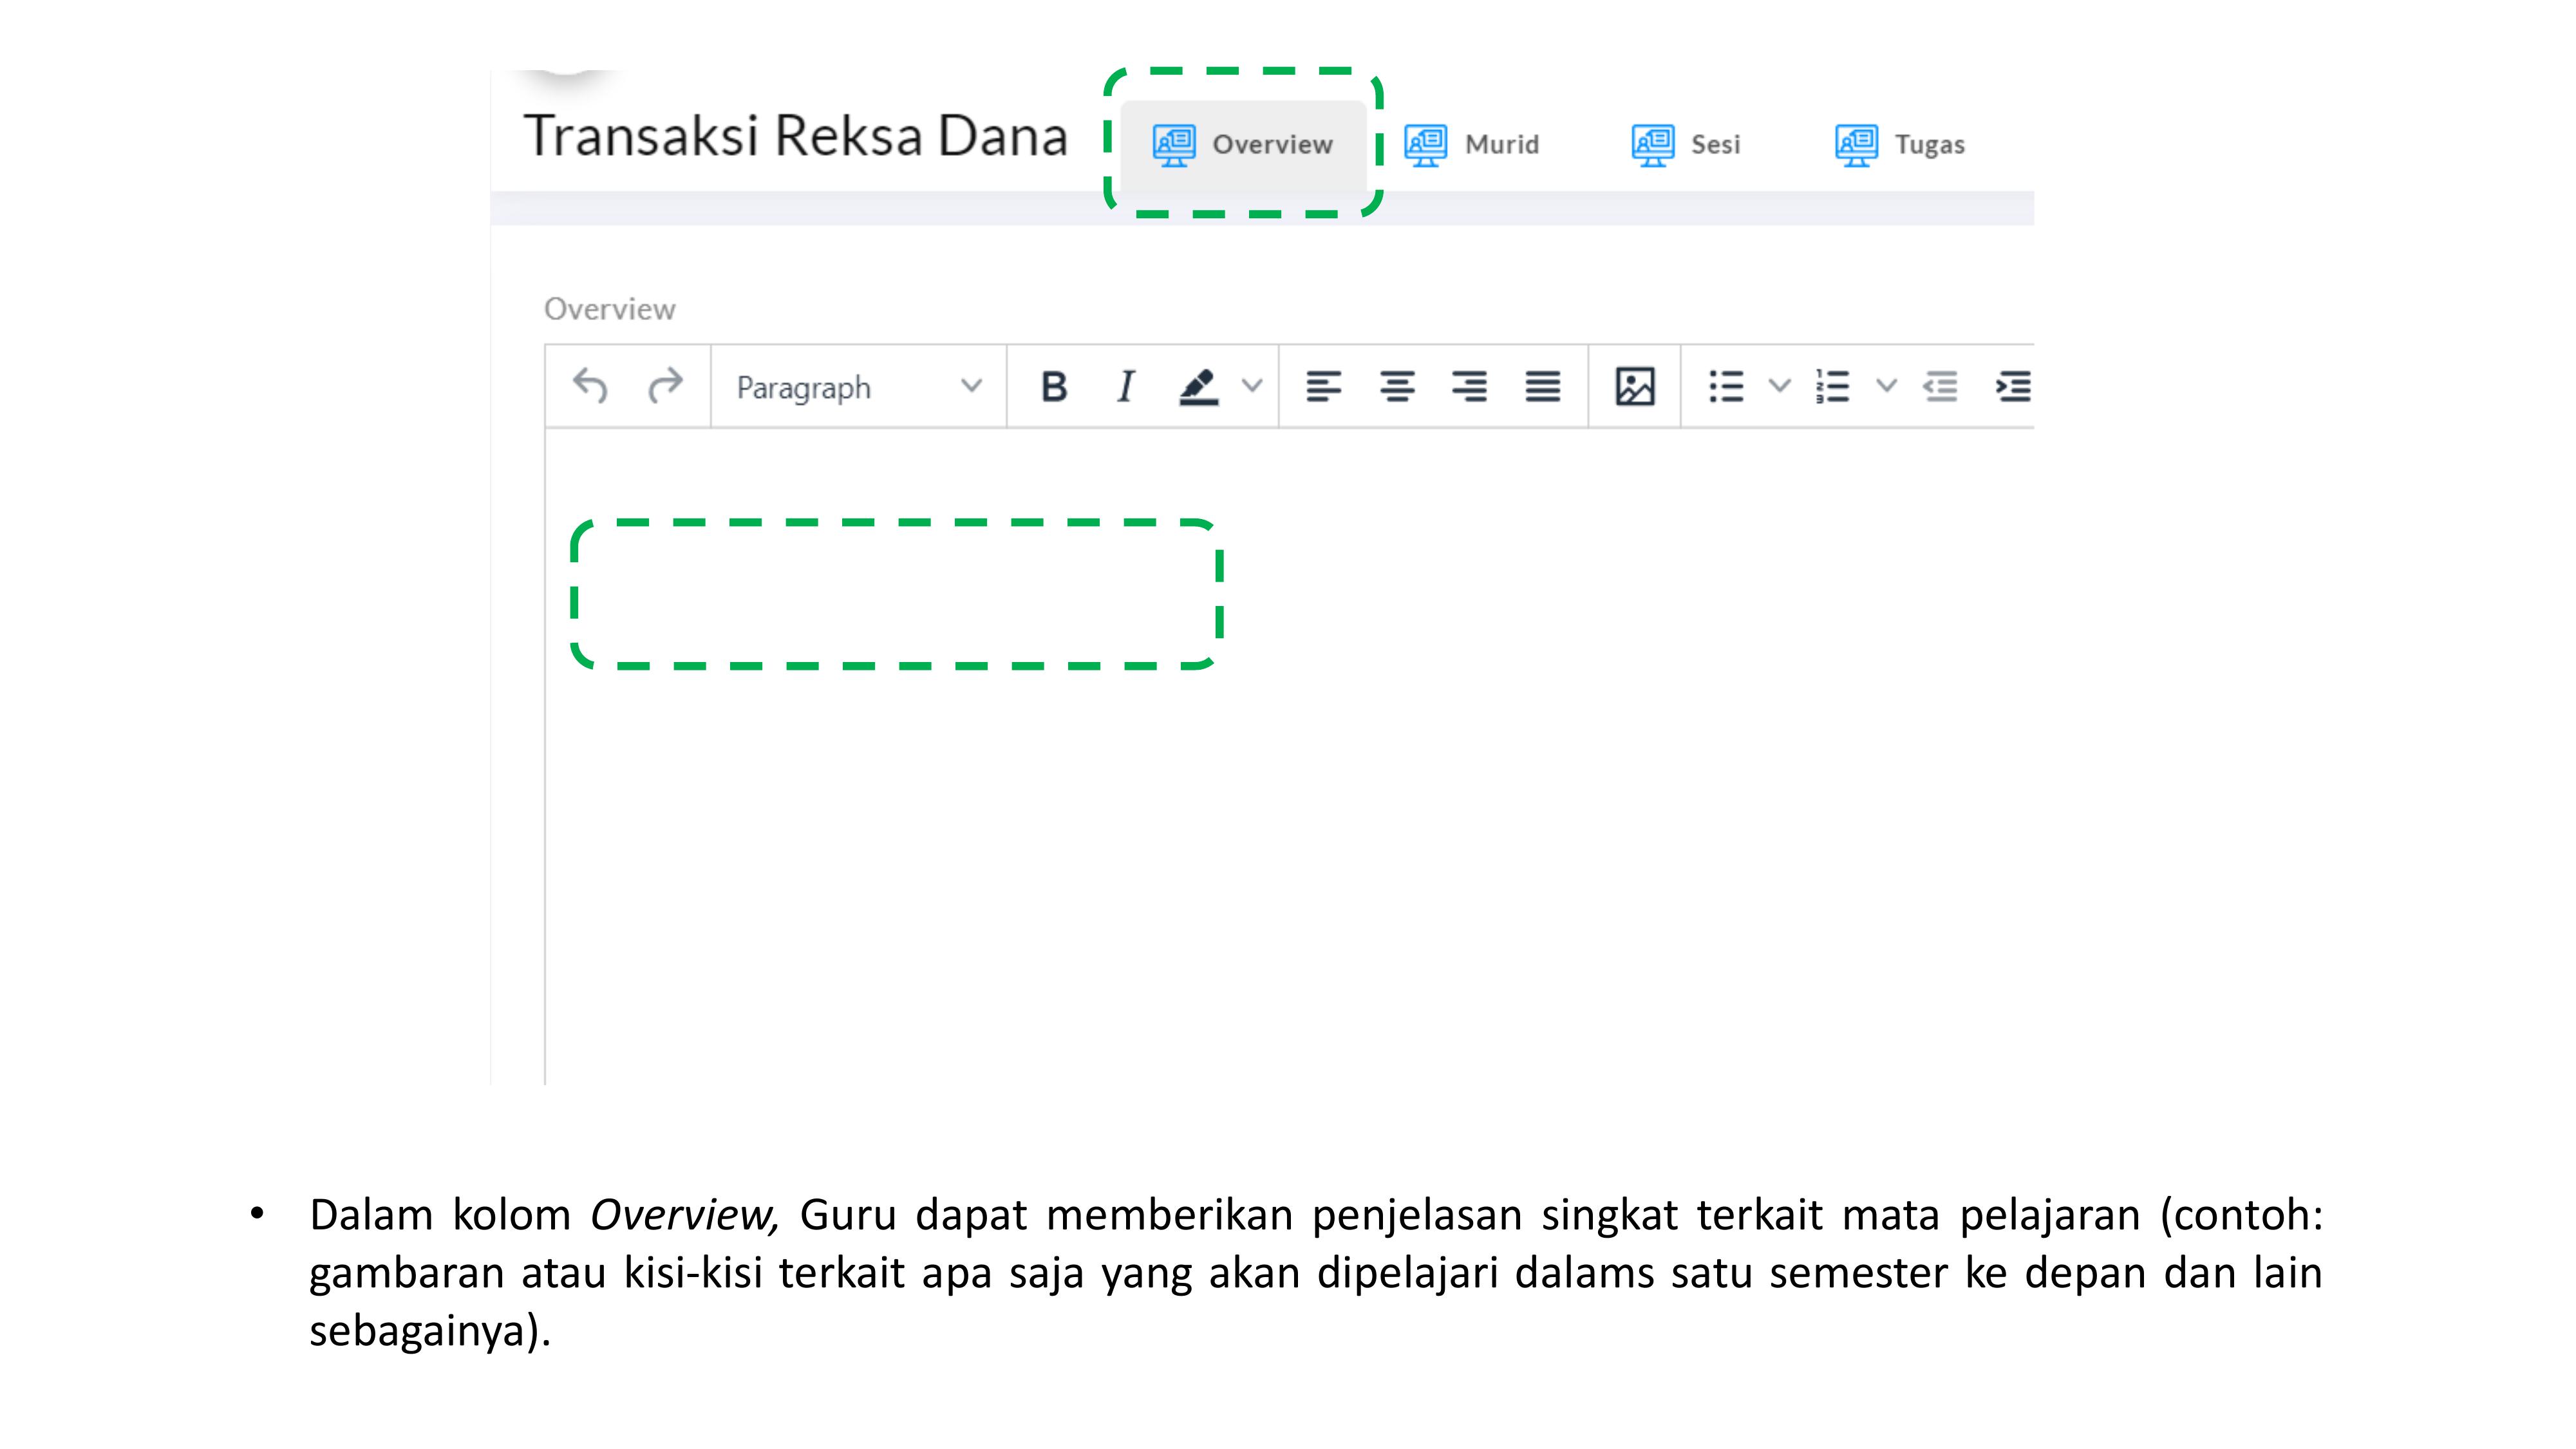 Transaksi Reksa Dana Overview Murid Sesi Tugas
Overview
Paragraph B I
• Dalam kolom Overview, Guru dapat memberikan penjelasan singkat terkait mata pelajaran (contoh:
gambaran atau kisi-kisi terkait apa saja yang akan dipelajari dalams satu semester ke depan dan lain
sebagainya).